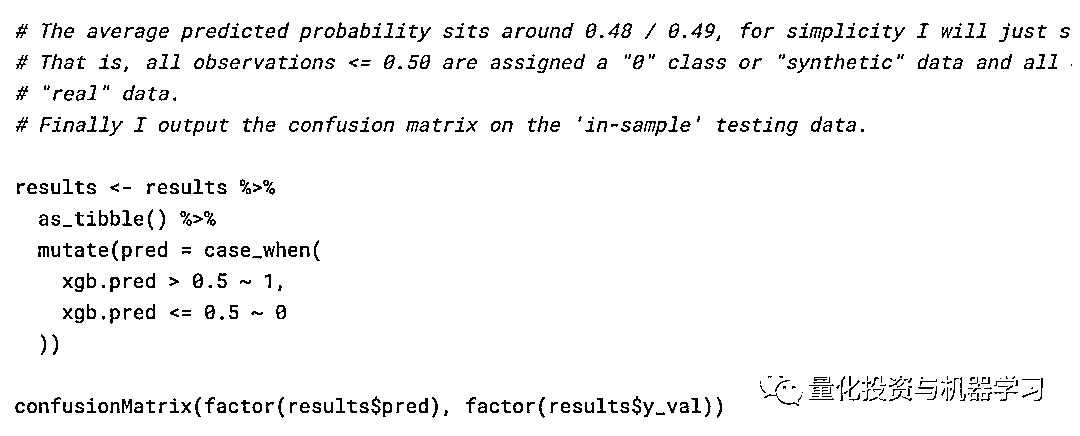 # The average predicted probability sits around 0.48 / 0.49, for simplicity I will just s
# That is, all observations <= 0.50 are assigned a "0" class or "synthetic" data and all
# "real" data.
# Finally I output the confusion matrix on the 'in-sample' testing data.
results <- results %>%
as_tibble() %>%
mutate(pred = case_when(
xgb.pred > 0.5 ~ 1,
xgb.pred <= 0.5 ~ 0
))
confusionMatrix(factor(results$pred), factor(results$y_val))
量化投资与机器学习